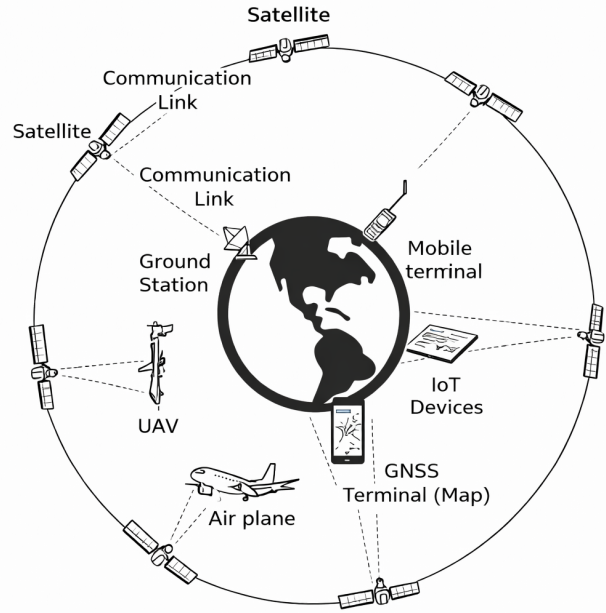 Satellite
Communication
Link
Satellite
Communication
Link
Ground
Station
Mobile
terminal
IoT
Devices
UAV
GNSS
Terminal (Map)
Air plane